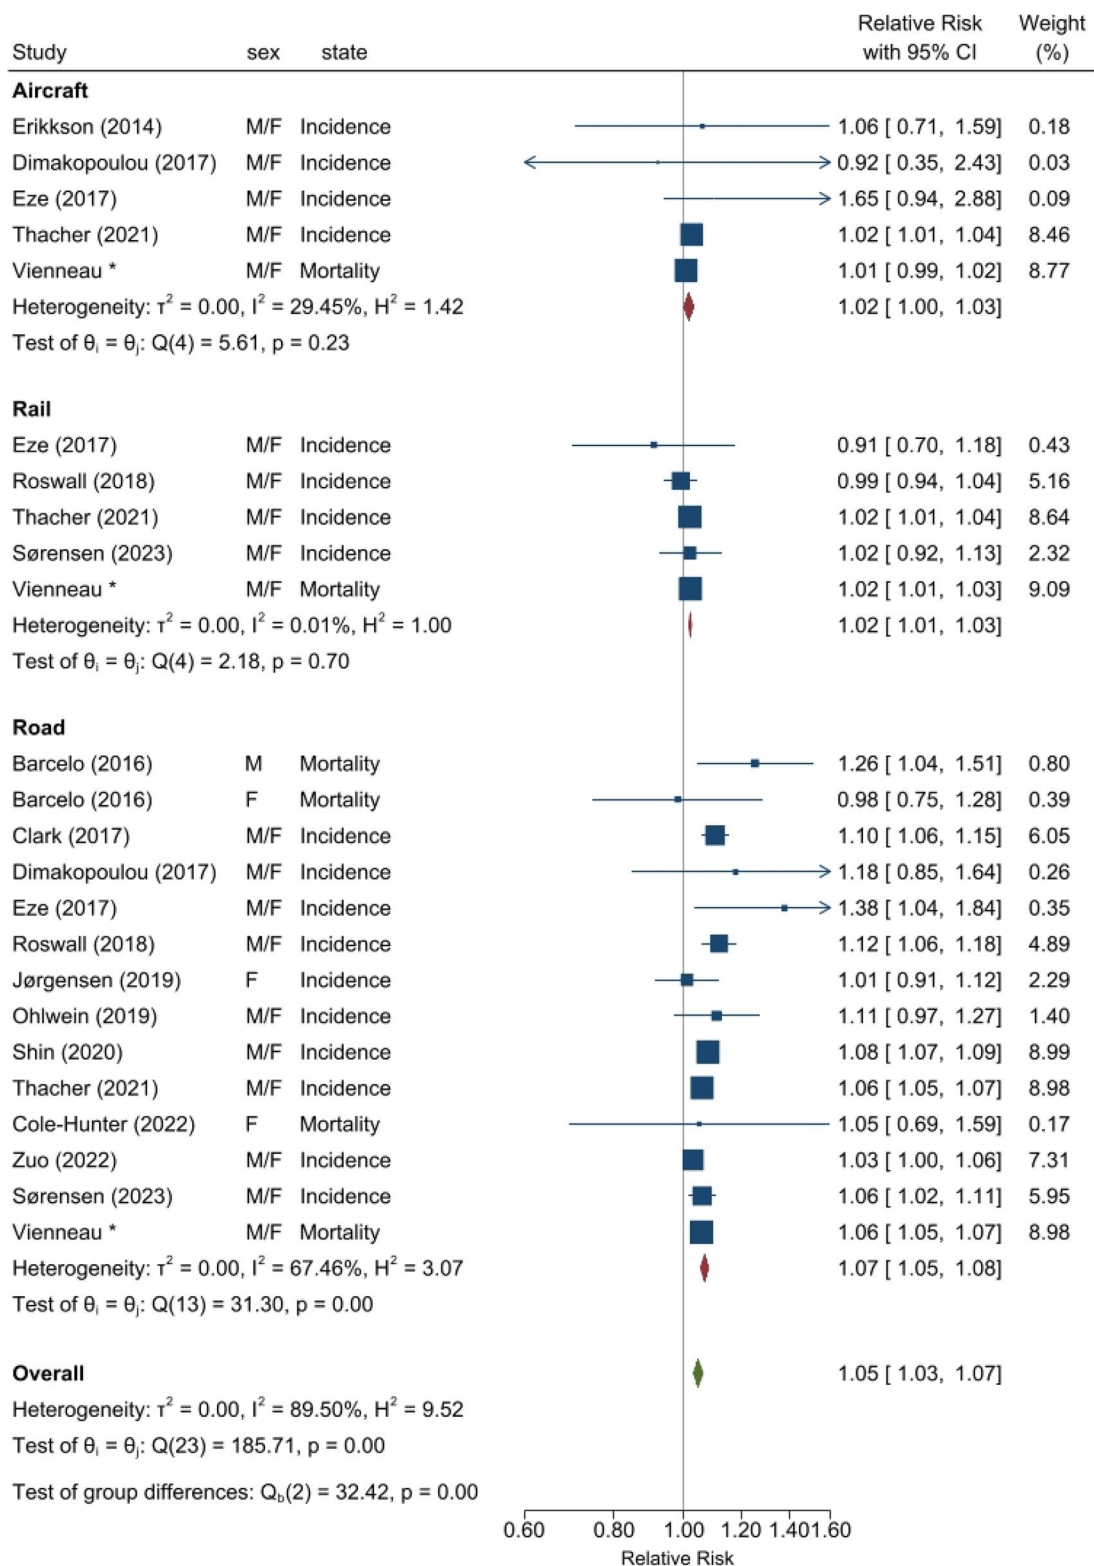 Relative Risk Weight
Study sex state with 95% CI (%)
Aircraft
Erikkson (2014) M/F Incidence 1.06 [ 0.71, 1.59] 0.18
Dimakopoulou (2017) M/F Incidence 0.92 [ 0.35, 2.43] 0.03
Eze (2017) M/F Incidence 1.65 [ 0.94, 2.88] 0.09
Thacher (2021) M/F Incidence 1.02 [ 1.01, 1.04] 8.46
Vienneau * M/F Mortality 1.01 [ 0.99, 1.02] 8.77
Heterogeneity: τ² = 0.00, I² = 29.45%, H² = 1.42 1.02 [ 1.00, 1.03]
Test of θᵢ = θⱼ: Q(4) = 5.61, p = 0.23
Rail
Eze (2017) M/F Incidence 0.91 [ 0.70, 1.18] 0.43
Roswall (2018) M/F Incidence 0.99 [ 0.94, 1.04] 5.16
Thacher (2021) M/F Incidence 1.02 [ 1.01, 1.04] 8.64
Sørensen (2023) M/F Incidence 1.02 [ 0.92, 1.13] 2.32
Vienneau * M/F Mortality 1.02 [ 1.01, 1.03] 9.09
Heterogeneity: τ² = 0.00, I² = 0.01%, H² = 1.00 1.02 [ 1.01, 1.03]
Test of θᵢ = θⱼ: Q(4) = 2.18, p = 0.70
Road
Barcelo (2016) M Mortality 1.26 [ 1.04, 1.51] 0.80
Barcelo (2016) F Mortality 0.98 [ 0.75, 1.28] 0.39
Clark (2017) M/F Incidence 1.10 [ 1.06, 1.15] 6.05
Dimakopoulou (2017) M/F Incidence 1.18 [ 0.85, 1.64] 0.26
Eze (2017) M/F Incidence 1.38 [ 1.04, 1.84] 0.35
Roswall (2018) M/F Incidence 1.12 [ 1.06, 1.18] 4.89
Jørgensen (2019) F Incidence 1.01 [ 0.91, 1.12] 2.29
Ohlwein (2019) M/F Incidence 1.11 [ 0.97, 1.27] 1.40
Shin (2020) M/F Incidence 1.08 [ 1.07, 1.09] 8.99
Thacher (2021) M/F Incidence 1.06 [ 1.05, 1.07] 8.98
Cole-Hunter (2022) F Mortality 1.05 [ 0.69, 1.59] 0.17
Zuo (2022) M/F Incidence 1.03 [ 1.00, 1.06] 7.31
Sørensen (2023) M/F Incidence 1.06 [ 1.02, 1.11] 5.95
Vienneau * M/F Mortality 1.06 [ 1.05, 1.07] 8.98
Heterogeneity: τ² = 0.00, I² = 67.46%, H² = 3.07 1.07 [ 1.05, 1.08]
Test of θᵢ = θⱼ: Q(13) = 31.30, p = 0.00
Overall 1.05 [ 1.03, 1.07]
Heterogeneity: τ² = 0.00, I² = 89.50%, H² = 9.52
Test of θᵢ = θⱼ: Q(23) = 185.71, p = 0.00
Test of group differences: Q_b(2) = 32.42, p = 0.00
0.60 0.80 1.00 1.20 1.40 1.60
Relative Risk